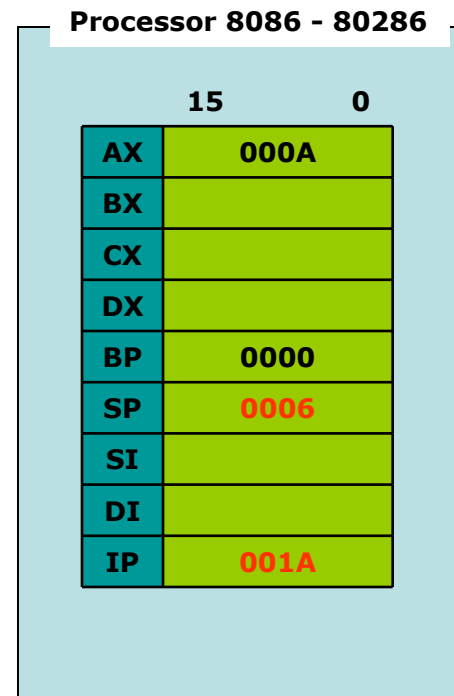 Processor 8086 - 80286
15 0
AX 000A
BX
CX
DX
BP 0000
SP 0006
SI
DI
IP 001A